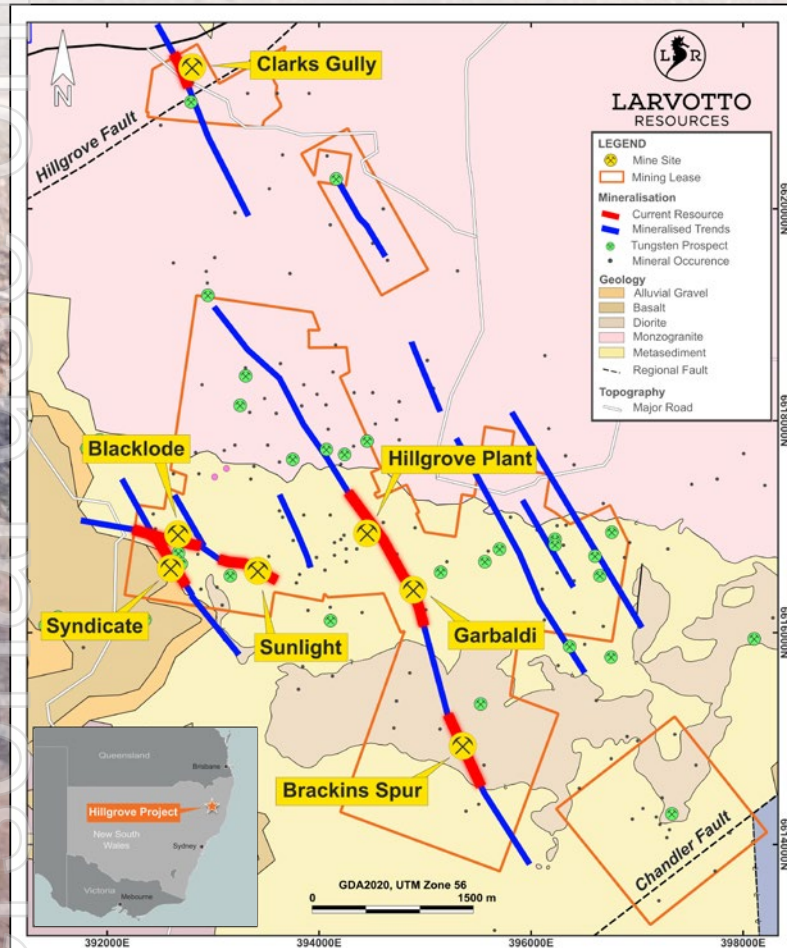 Clarks Gully
N
Hillgrove Fault
L R
LARVOTTO
RESOURCES
LEGEND
Mine Site
Mining Lease
Mineralisation
Current Resource
Mineralised Trends
Tungsten Prospect
Mineral Occurence
Geology
Alluvial Gravel
Basalt
Diorite
Monzogranite
Metasediment
Regional Fault
Topography
Major Road
6620000N
6618000N
6616000N
6614000N
Blacklode
Hillgrove Plant
Syndicate
Sunlight
Garbaldi
Brackins Spur
Chandler Fault
Queensland
Brisbane
Hillgrove Project
New South
Wales
Sydney
Victoria
Mebourne
GDA2020, UTM Zone 56
0 1500 m
392000E 394000E 396000E 398000E